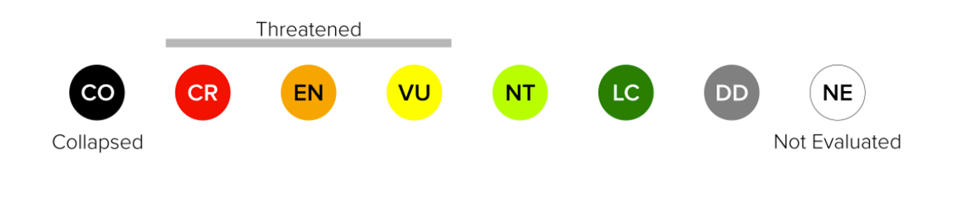 Threatened
CO CR EN VU NT LC DD NE
Collapsed Not Evaluated